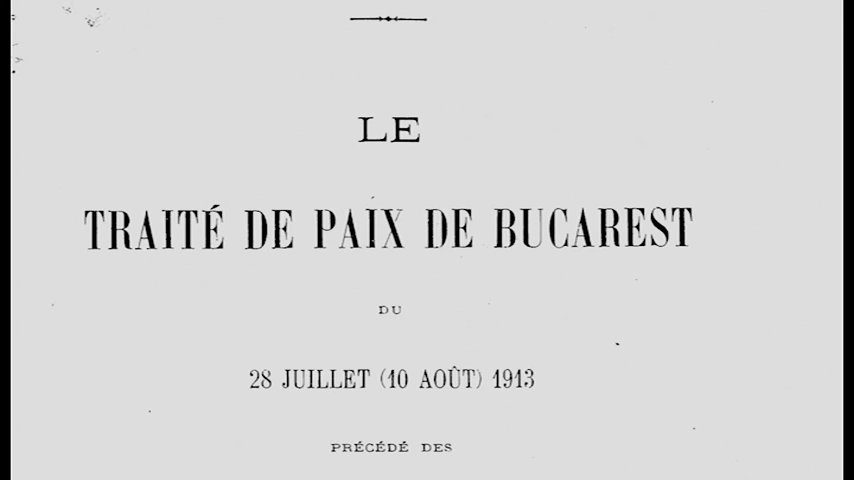 LE
TRAITÉ DE PAIX DE BUCAREST
DU
28 JUILLET (10 AOÛT) 1913
PRÉCÉDÉ DES